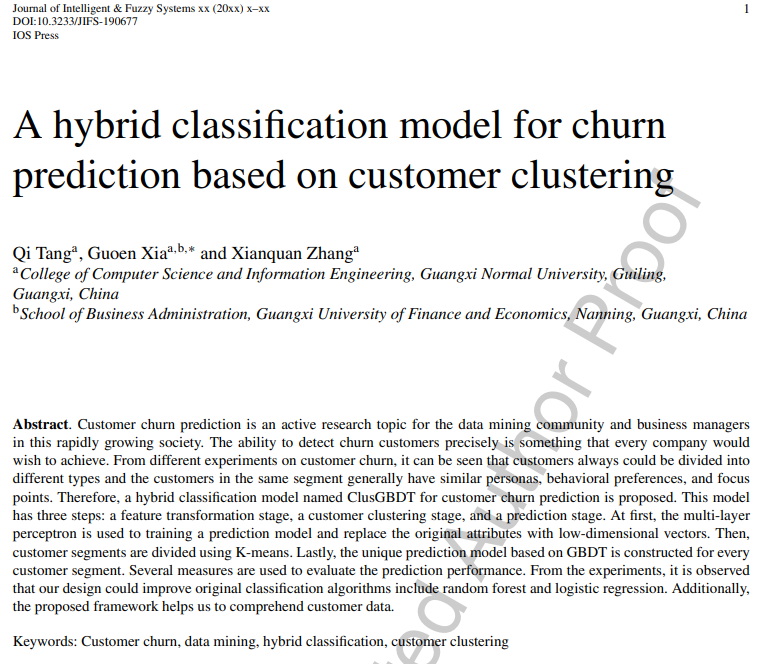 Journal of Intelligent & Fuzzy Systems xx (20xx) x–xx
DOI:10.3233/JIFS-190677
IOS Press
1
A hybrid classification model for churn
prediction based on customer clustering
Qi Tangᵃ, Guoen Xiaᵃ,ᵇ,* and Xianquan Zhangᵃ
ᵃCollege of Computer Science and Information Engineering, Guangxi Normal University, Guiling,
Guangxi, China
ᵇSchool of Business Administration, Guangxi University of Finance and Economics, Nanning, Guangxi, China
Abstract. Customer churn prediction is an active research topic for the data mining community and business managers
in this rapidly growing society. The ability to detect churn customers precisely is something that every company would
wish to achieve. From different experiments on customer churn, it can be seen that customers always could be divided into
different types and the customers in the same segment generally have similar personas, behavioral preferences, and focus
points. Therefore, a hybrid classification model named ClusGBDT for customer churn prediction is proposed. This model
has three steps: a feature transformation stage, a customer clustering stage, and a prediction stage. At first, the multi-layer
perceptron is used to training a prediction model and replace the original attributes with low-dimensional vectors. Then,
customer segments are divided using K-means. Lastly, the unique prediction model based on GBDT is constructed for every
customer segment. Several measures are used to evaluate the prediction performance. From the experiments, it is observed
that our design could improve original classification algorithms include random forest and logistic regression. Additionally,
the proposed framework helps us to comprehend customer data.
Keywords: Customer churn, data mining, hybrid classification, customer clustering
ted Author Proof